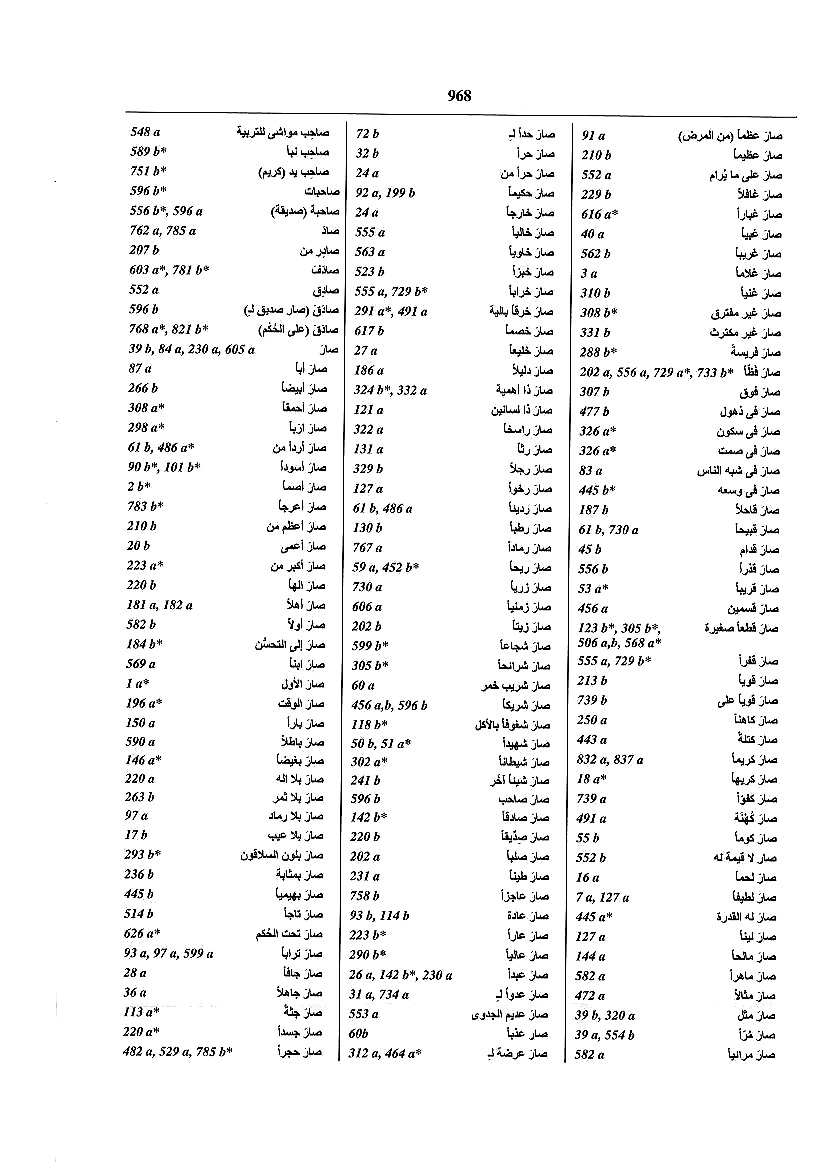 968
548 a صاحب مواشى للتربية
589 b* صاحب نبأ
751 b* صاحب يد (كريم)
596 b* صاحبات
556 b*, 596 a صاحبة (صديقة)
762 a, 785 a صاد
207 b صادر من
603 a*, 781 b* صادف
552 a صادق
596 b صادق (صار صديق لـ)
768 a*, 821 b* صادق (على الحُكم)
39 b, 84 a, 230 a, 605 a صارَ
87 a صارَ أباً
266 b صارَ أبيضاً
308 a* صارَ أحمقاً
298 a* صارَ ارباً
61 b, 486 a* صارَ أردأ من
90 b*, 101 b* صارَ أسوداً
2 b* صارَ أصماً
783 b* صارَ أعرجاً
210 b صارَ أعظم من
20 b صارَ أعمى
223 a* صارَ أكبر من
220 b صارَ الهاً
181 a, 182 a صارَ أهلاً
582 b صارَ أولاً
184 b* صارَ إلى التحسُّن
569 a صارَ ابناً
1 a* صارَ الأول
196 a* صارَ الوقت
150 a صارَ باراً
590 a صارَ باطلاً
146 a* صارَ بغيضاً
220 a صارَ بلا اله
263 b صارَ بلا ثمر
97 a صارَ بلا رماد
17 b صارَ بلا عيب
293 b* صارَ بلون السلاقون
236 b صارَ بمثابة
445 b صارَ بهيمياً
514 b صارَ تاجاً
626 a* صارَ تحت الحُكم
93 a, 97 a, 599 a صارَ تراباً
28 a صارَ جافاً
36 a صارَ جاهلاً
113 a* صارَ جثةً
220 a* صارَ جسداً
482 a, 529 a, 785 b* صارَ حجراً
72 b صارَ حداً لـ
32 b صارَ حراً
24 a صارَ حراً من
92 a, 199 b صارَ حكيماً
24 a صارَ خارجاً
555 a صارَ خالياً
563 a صارَ خاوياً
523 b صارَ خبزاً
555 a, 729 b* صارَ خراباً
291 a*, 491 a صارَ خرقاً بالية
617 b صارَ خصماً
27 a صارَ خليعاً
186 a صارَ دليلاً
324 b*, 332 a صارَ ذا أهمية
121 a صارَ ذا لسانين
322 a صارَ راسخاً
131 a صارَ رثاً
329 b صارَ رجلاً
127 a صارَ رخواً
61 b, 486 a صارَ رديئاً
130 b صارَ رطباً
767 a صارَ رماداً
59 a, 452 b* صارَ ريحاً
730 a صارَ زرياً
606 a صارَ زمنياً
202 b صارَ زيتاً
599 b* صارَ شجاعاً
305 b* صارَ شرائحاً
60 a صارَ شريب خمر
456 a,b, 596 b صارَ شريكاً
118 b* صارَ شغوفاً بالأكل
50 b, 51 a* صارَ شهيداً
302 a* صارَ شيطاناً
241 b صارَ شيئاً آخر
596 b صارَ صاحب
142 b* صارَ صادقاً
220 b صارَ صدِّيقاً
202 a صارَ صلباً
231 a صارَ طيناً
758 b صارَ عاجزاً
93 b, 114 b صارَ عادة
223 b* صارَ عاراً
290 b* صارَ عالياً
26 a, 142 b*, 230 a صارَ عبداً
31 a, 734 a صارَ عدواً لـ
553 a صارَ عديم الجدوى
60b صار عذباً
312 a, 464 a* صارَ عرضة لـ
91 a صارَ عظماً (من المرض)
210 b صارَ عظيماً
552 a صارَ على ما يُرام
229 b صارَ غافلاً
616 a* صارَ غباراً
40 a صارَ غبياً
562 b صارَ غريباً
3 a صارَ غلاماً
310 b صارَ غنياً
308 b* صارَ غير مفترق
331 b صارَ غير مكترث
288 b* صارَ فريسةً
202 a, 556 a, 729 a*, 733 b* صارَ فظّاً
307 b صارَ فوق
477 b صارَ فى ذهول
326 a* صارَ فى سكون
326 a* صارَ فى صمت
83 a صارَ فى شبه الناس
445 b* صارَ فى وسعه
187 b صارَ قاحلاً
61 b, 730 a صارَ قبيحاً
45 b صارَ قدام
556 b صارَ قذراً
53 a* صارَ قريباً
456 a صارَ قسمين
123 b*, 305 b*, صارَ قطعاً صغيرة
506 a,b, 568 a*
555 a, 729 b* صارَ قفراً
213 b صارَ قوياً
739 b صارَ قوياً على
250 a صارَ كاهناً
443 a صارَ كتلةً
832 a, 837 a صارَ كريماً
18 a* صارَ كريهاً
739 a صارَ كفؤاً
491 a صارَ كُهْنَة
55 b صارَ كوماً
552 b صارَ لا قيمة له
16 a صارَ لحماً
7 a, 127 a صارَ لطيفاً
445 a* صارَ له القدرة
127 a صارَ ليناً
144 a صارَ مالحاً
582 a صارَ ماهراً
472 a صارَ مثالاً
39 b, 320 a صارَ مثل
39 a, 554 b صارَ مُرّاً
582 a صارَ مرائياً